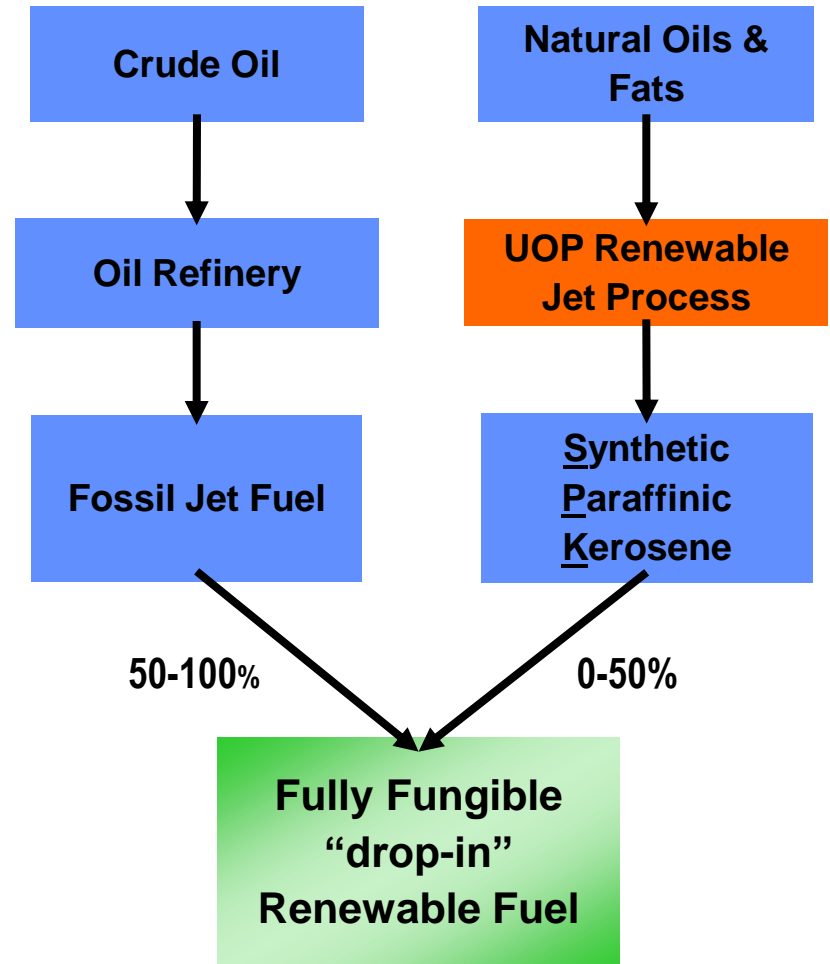 Crude Oil
Natural Oils &
Fats
Oil Refinery
UOP Renewable
Jet Process
Fossil Jet Fuel
Synthetic
Paraffinic
Kerosene
50-100%
0-50%
Fully Fungible
“drop-in”
Renewable Fuel